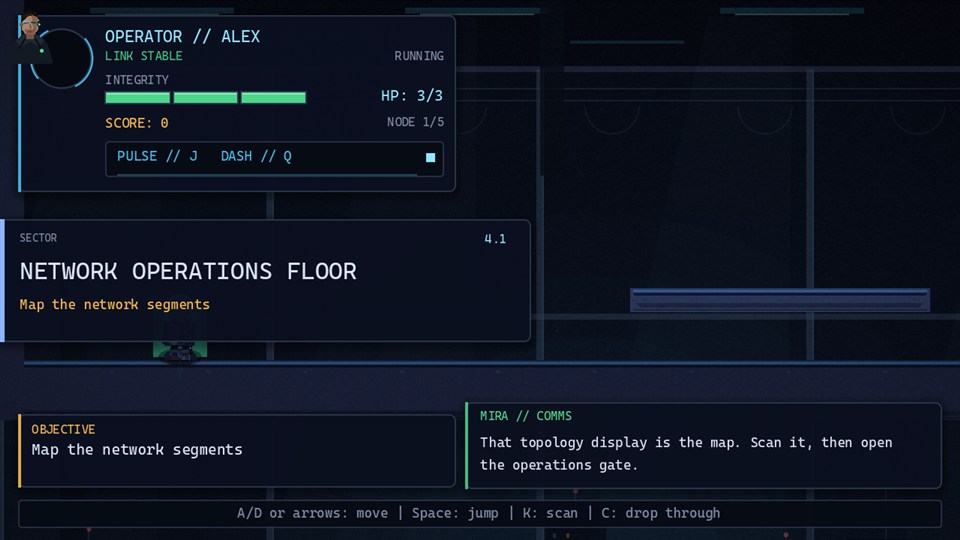 OPERATOR // ALEX
LINK STABLE
RUNNING
INTEGRITY
HP: 3/3
SCORE: 0
NODE 1/5
PULSE // J DASH // Q
SECTOR
4.1
NETWORK OPERATIONS FLOOR
Map the network segments
OBJECTIVE
Map the network segments
MIRA // COMMS
That topology display is the map. Scan it, then open
the operations gate.
A/D or arrows: move | Space: jump | K: scan | C: drop through